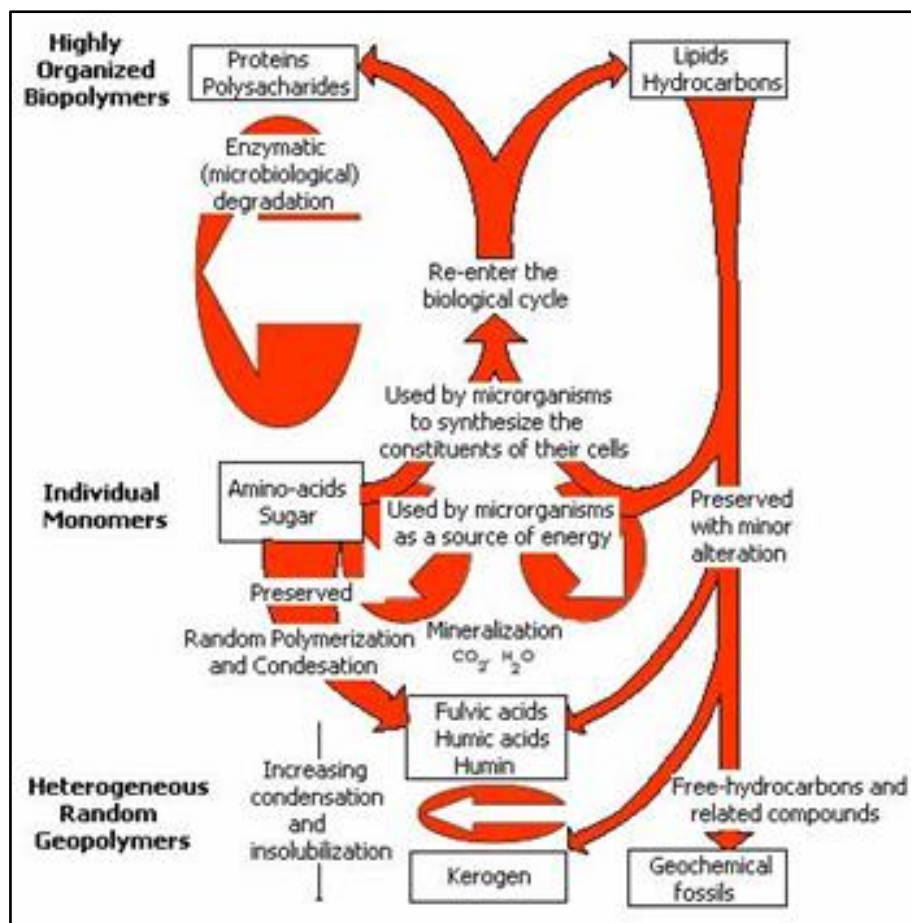 Highly
Organized
Biopolymers
Proteins
Polysacharides
Lipids
Hydrocarbons
Enzymatic
(microbiological)
degradation
Re-enter the
biological cycle
Used by microrganisms
to synthesize the
constituents of their cells
Individual
Monomers
Amino-acids
Sugar
Used by microrganisms
as a source of energy
Preserved
with minor
alteration
Preserved
Random Polymerization
and Condesation
Mineralization
CO2, H2O
Fulvic acids
Humic acids
Humin
Heterogeneous
Random
Geopolymers
Increasing
condensation
and
insolubilization
Free-hydrocarbons and
related compounds
Kerogen
Geochemical
fossils